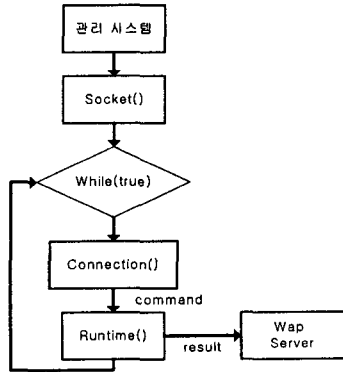 관리 시스템
Socket()
While(true)
Connection()
command
Runtime()
result
Wap
Server